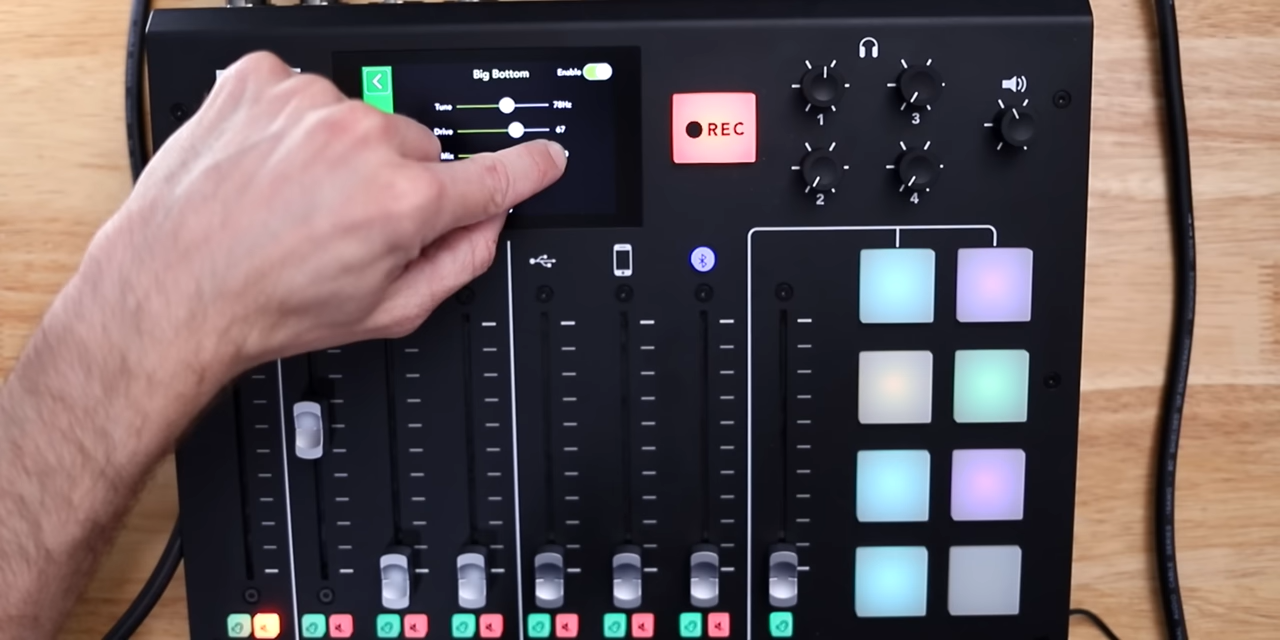 Big Bottom
Enable
Tune 78Hz
Drive 67
Mix
REC
1
3
2
4